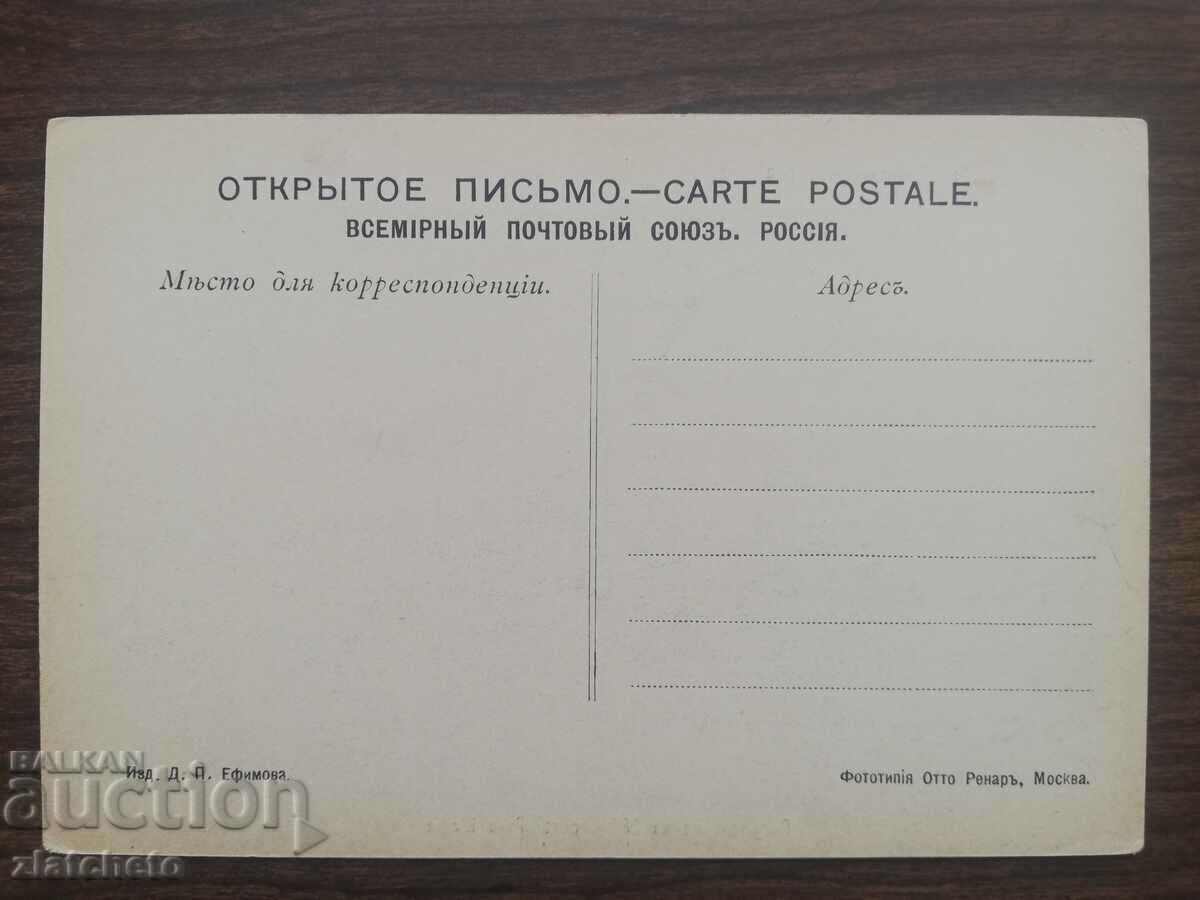 ОТКРЫТОЕ ПИСЬМО.—CARTE POSTALE.
ВСЕМІРНЫЙ ПОЧТОВЫЙ СОЮЗЪ. РОССІЯ.
Мѣсто для корреспонденціи.
Адресъ.
Изд. Д. П. Ефимова.
Фототипія Отто Ренаръ, Москва.
BALKAN
auction
zlatcheto